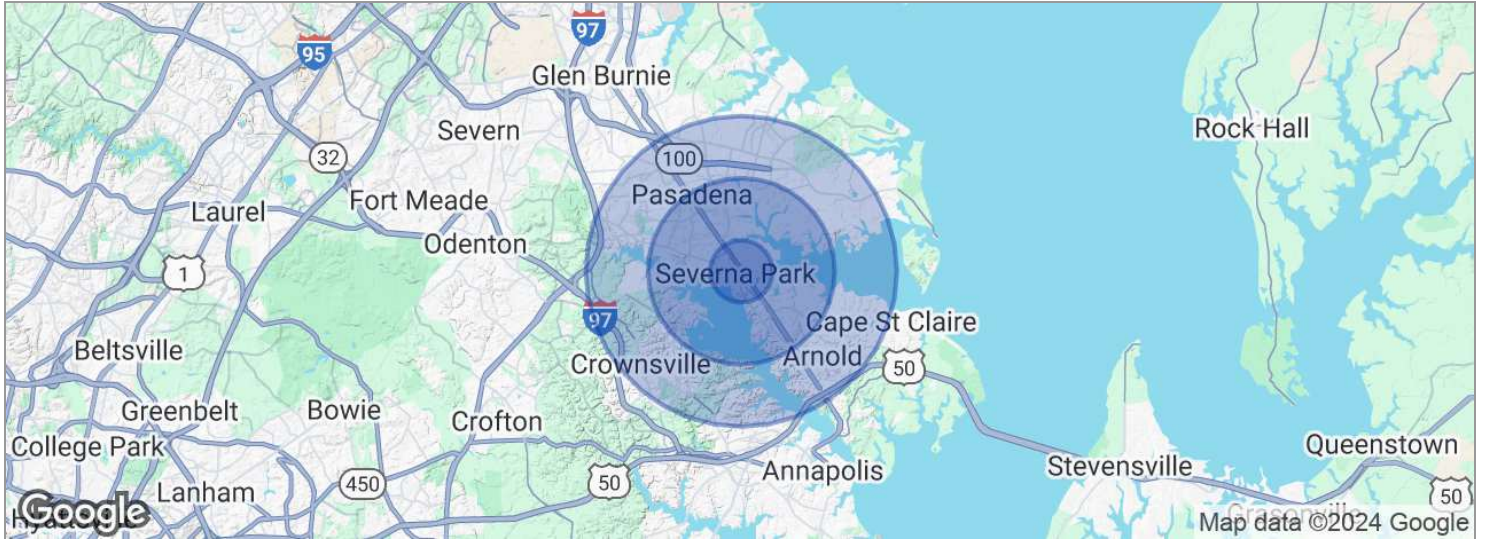 97
95
Glen Burnie
Rock Hall
Severn
32
100
Pasadena
Fort Meade
Laurel
Odenton
1
Severna Park
97
Cape St Claire
Beltsville
Arnold
Crownsville
50
Greenbelt
Bowie
Crofton
College Park
Queenstown
Annapolis
Stevensville
Lanham
450
50
50
Google
Hyattsville
Grasonville
Map data ©2024 Google